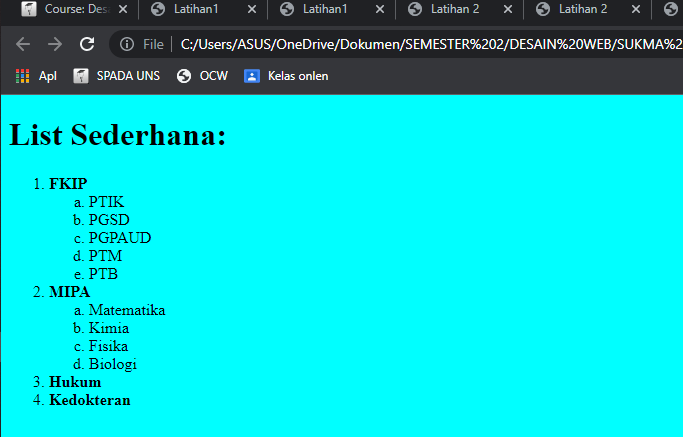 Course: Desa
Latihan1
Latihan1
Latihan 2
Latihan 2
File
C:/Users/ASUS/OneDrive/Dokumen/SEMESTER%202/DESAIN%20WEB/SUKMA%2
Apl
SPADA UNS
OCW
Kelas onlen
List Sederhana:
1. FKIP
a. PTIK
b. PGSD
c. PGPAUD
d. PTM
e. PTB
2. MIPA
a. Matematika
b. Kimia
c. Fisika
d. Biologi
3. Hukum
4. Kedokteran